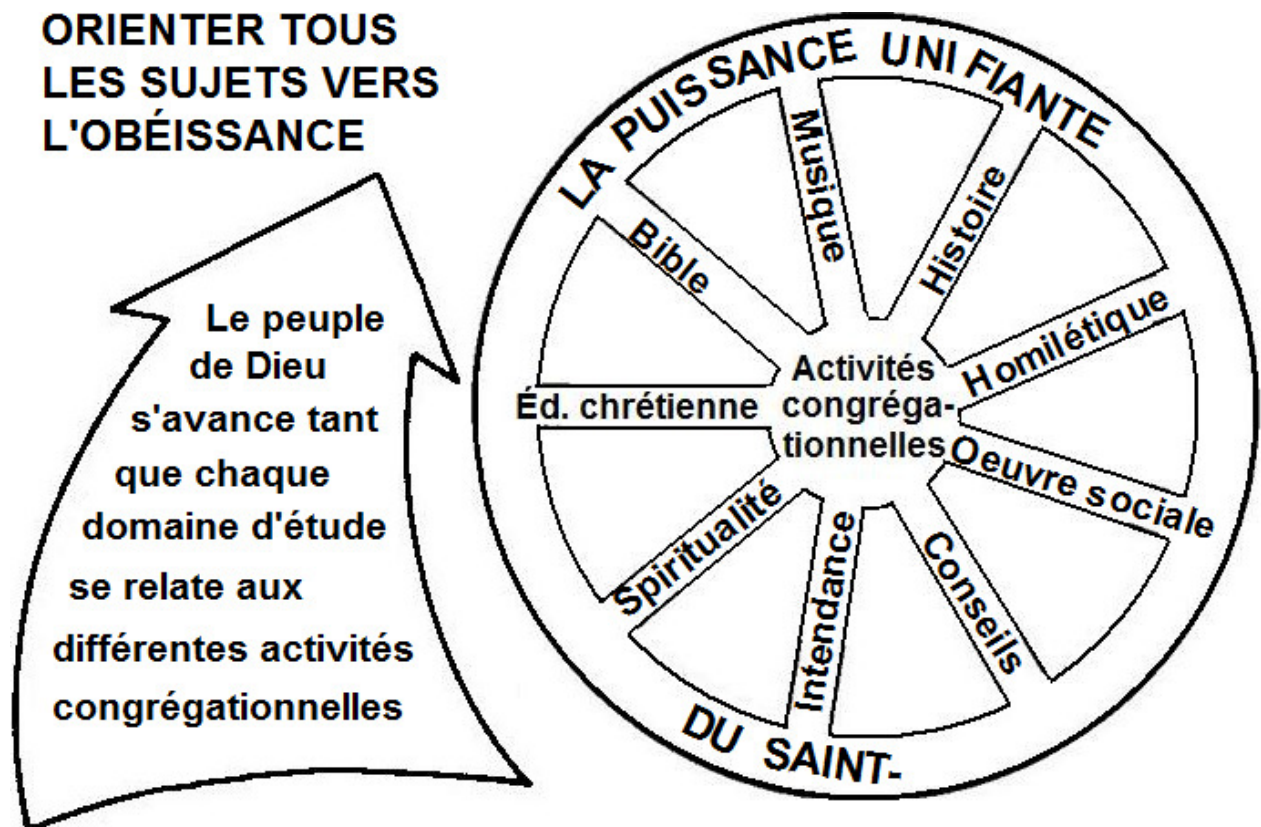 ORIENTER TOUS
LES SUJETS VERS
L'OBÉISSANCE
Le peuple
de Dieu
s'avance tant
que chaque
domaine d'étude
se relate aux
différentes activités
congrégationnelles
LA PUISSANCE UNIFIANTE
DU SAINT-
Bible
Musique
Histoire
Homilétique
Oeuvre sociale
Conseils
Intendance
Spiritualité
Éd. chrétienne
Activités
congréga-
tionnelles